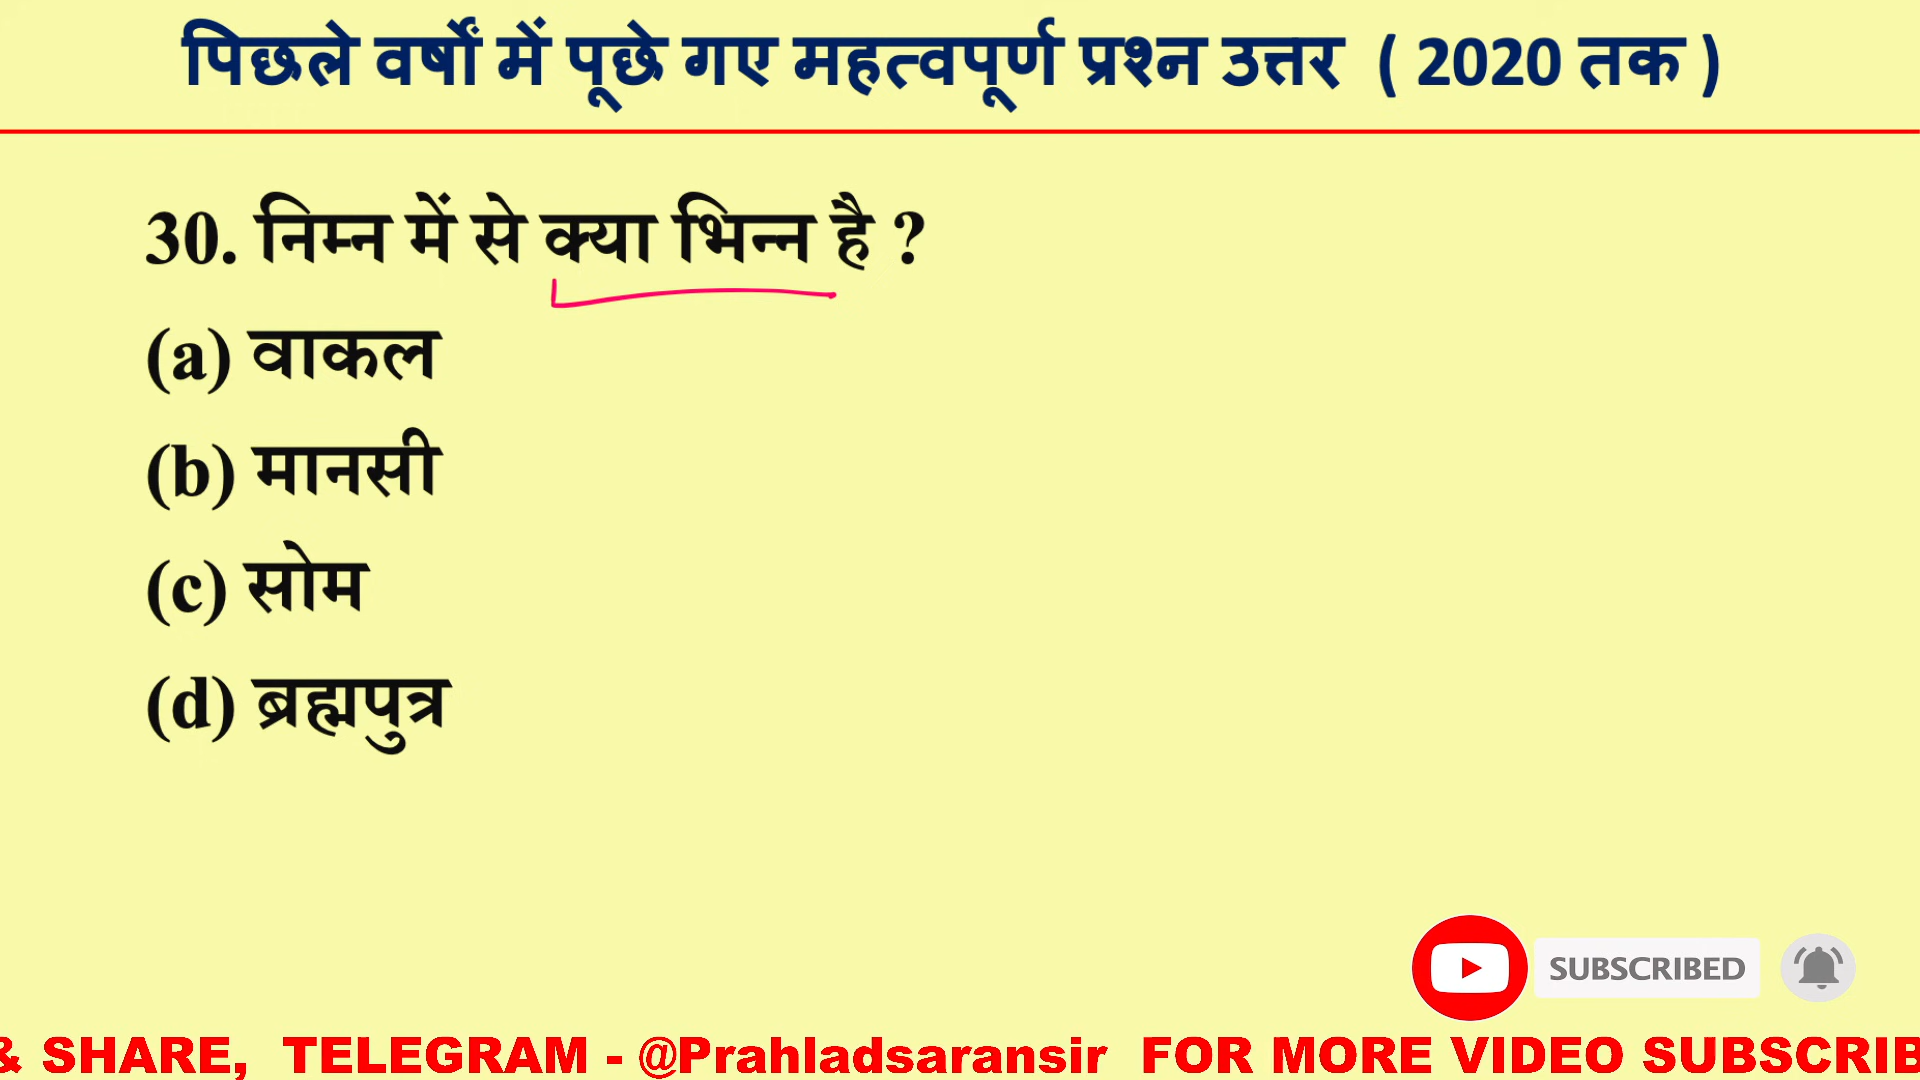 पिछले वर्षों में पूछे गए महत्वपूर्ण प्रश्न उत्तर ( 2020 तक )
30. निम्न में से क्या भिन्न है ?
(a) वाकल
(b) मानसी
(c) सोम
(d) ब्रह्मपुत्र
SUBSCRIBED
& SHARE, TELEGRAM - @Prahladsaransir FOR MORE VIDEO SUBSCRIB